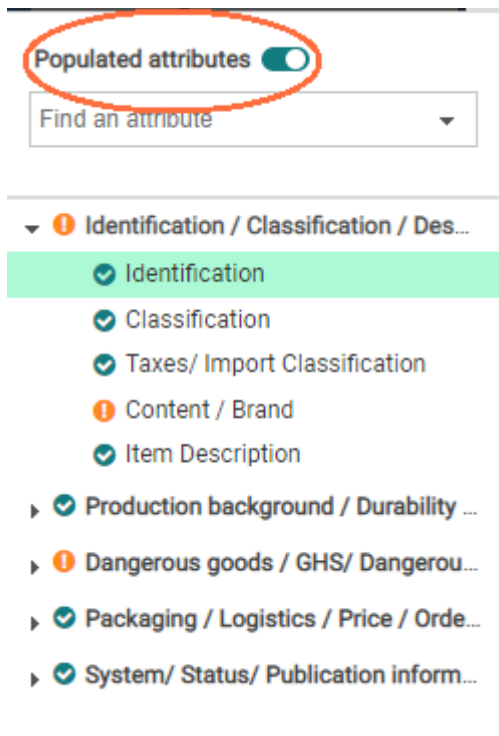 Populated attributes
Find an attribute
Identification / Classification / Des...
Identification
Classification
Taxes/ Import Classification
Content / Brand
Item Description
Production background / Durability ...
Dangerous goods / GHS/ Dangerou...
Packaging / Logistics / Price / Orde...
System/ Status/ Publication inform...